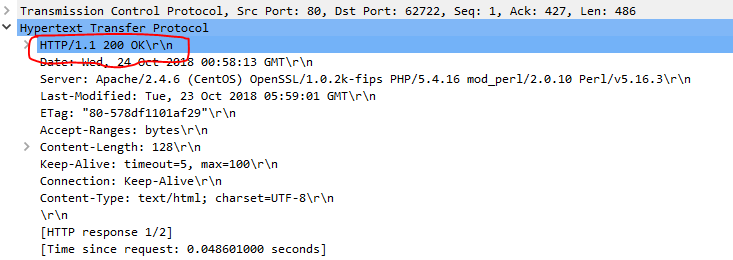 Transmission Control Protocol, Src Port: 80, Dst Port: 62722, Seq: 1, Ack: 427, Len: 486
Hypertext Transfer Protocol
HTTP/1.1 200 OK\r\n
Date: Wed, 24 Oct 2018 00:58:13 GMT\r\n
Server: Apache/2.4.6 (CentOS) OpenSSL/1.0.2k-fips PHP/5.4.16 mod_perl/2.0.10 Perl/v5.16.3\r\n
Last-Modified: Tue, 23 Oct 2018 05:59:01 GMT\r\n
ETag: "80-578df1101af29"\r\n
Accept-Ranges: bytes\r\n
Content-Length: 128\r\n
Keep-Alive: timeout=5, max=100\r\n
Connection: Keep-Alive\r\n
Content-Type: text/html; charset=UTF-8\r\n
\r\n
[HTTP response 1/2]
[Time since request: 0.048601000 seconds]